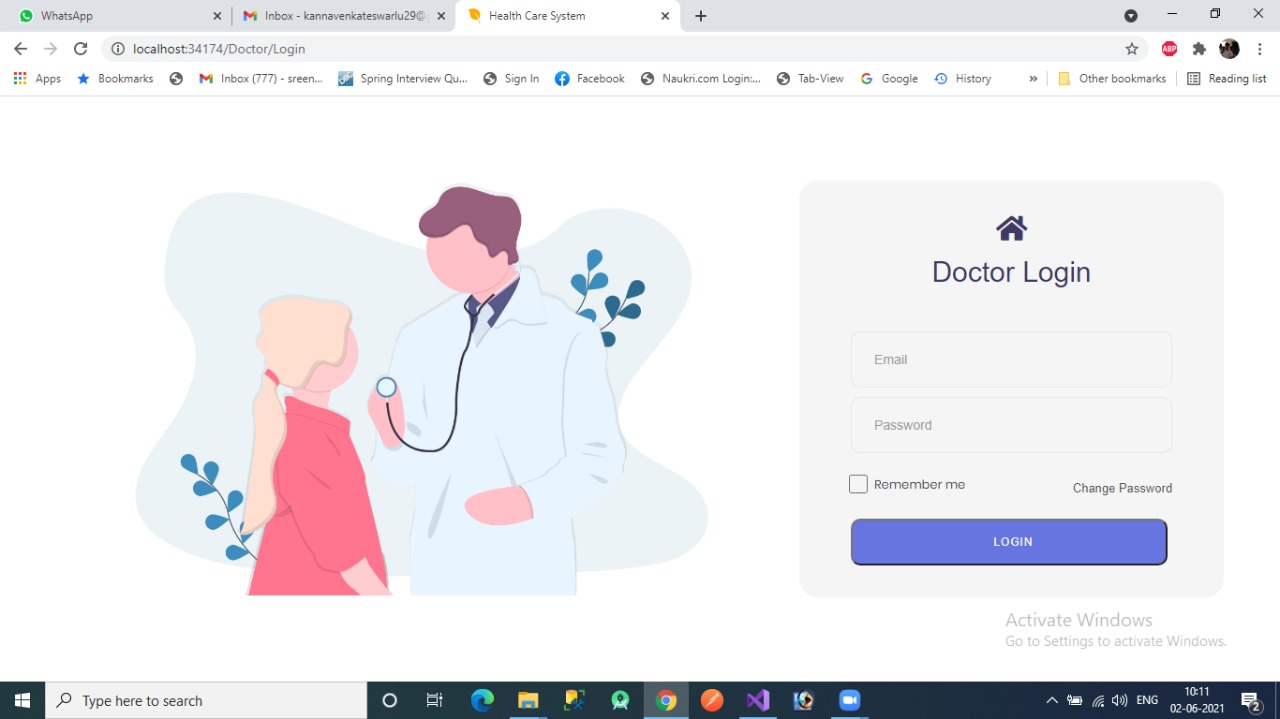 WhatsApp
Inbox - kannavenkateswarlu29@
Health Care System
localhost:34174/Doctor/Login
ABP
Apps
Bookmarks
Inbox (777) - sreen...
Spring Interview Qu...
Sign In
Facebook
Naukri.com Login:...
Tab-View
Google
History
»
Other bookmarks
Reading list
Doctor Login
Email
Password
Remember me
Change Password
LOGIN
Activate Windows
Go to Settings to activate Windows.
Type here to search
ENG
10:11
02-06-2021
2